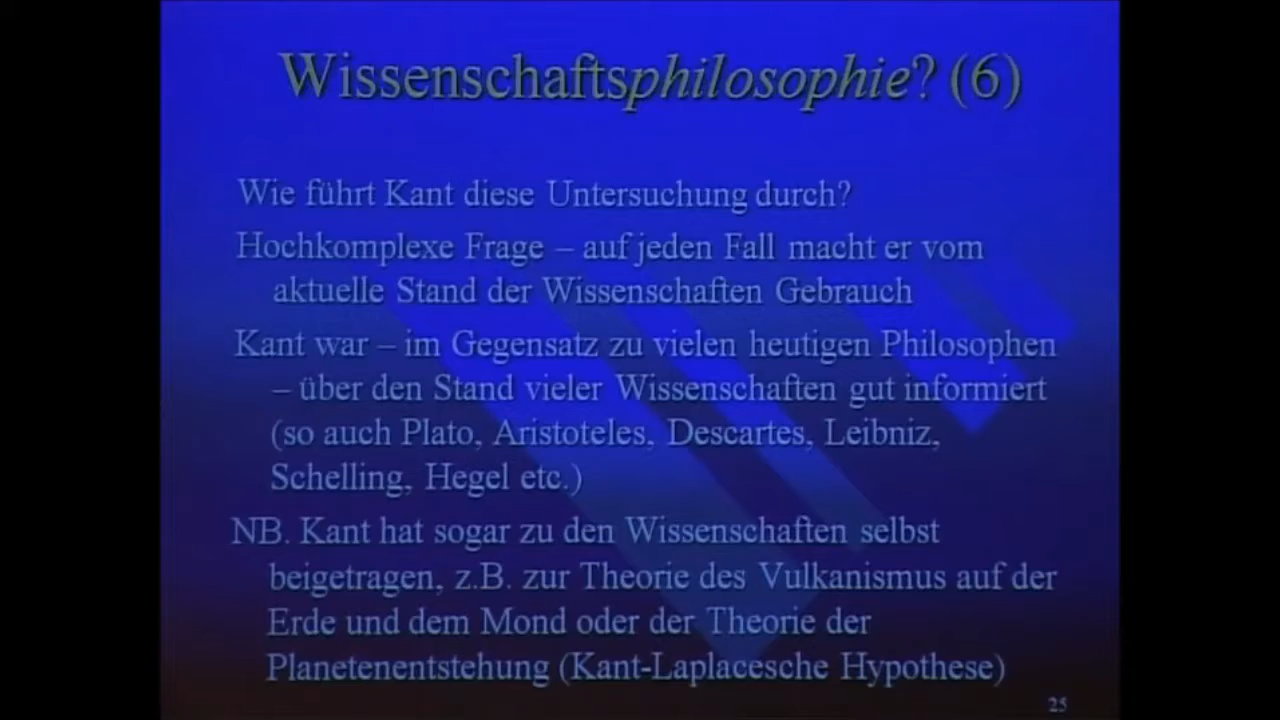 Wissenschaftsphilosophie? (6)
Wie führt Kant diese Untersuchung durch?
Hochkomplexe Frage – auf jeden Fall macht er vom
aktuelle Stand der Wissenschaften Gebrauch
Kant war – im Gegensatz zu vielen heutigen Philosophen
– über den Stand vieler Wissenschaften gut informiert
(so auch Plato, Aristoteles, Descartes, Leibniz,
Schelling, Hegel etc.)
NB. Kant hat sogar zu den Wissenschaften selbst
beigetragen, z.B. zur Theorie des Vulkanismus auf der
Erde und dem Mond oder der Theorie der
Planetenentstehung (Kant-Laplacesche Hypothese)
25